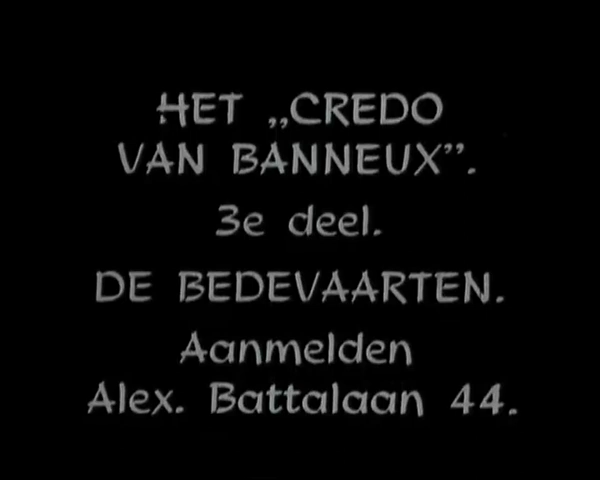 HET „CREDO
VAN BANNEUX”.
3e deel.
DE BEDEVAARTEN.
Aanmelden
Alex. Battalaan 44.